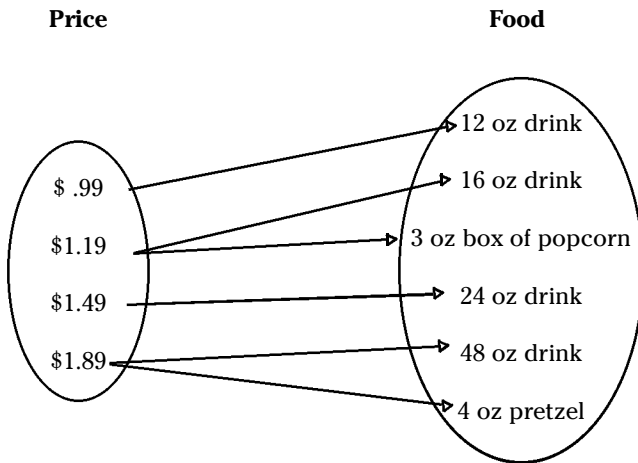 Price
Food
$ .99
$1.19
$1.49
$1.89
12 oz drink
16 oz drink
3 oz box of popcorn
24 oz drink
48 oz drink
4 oz pretzel